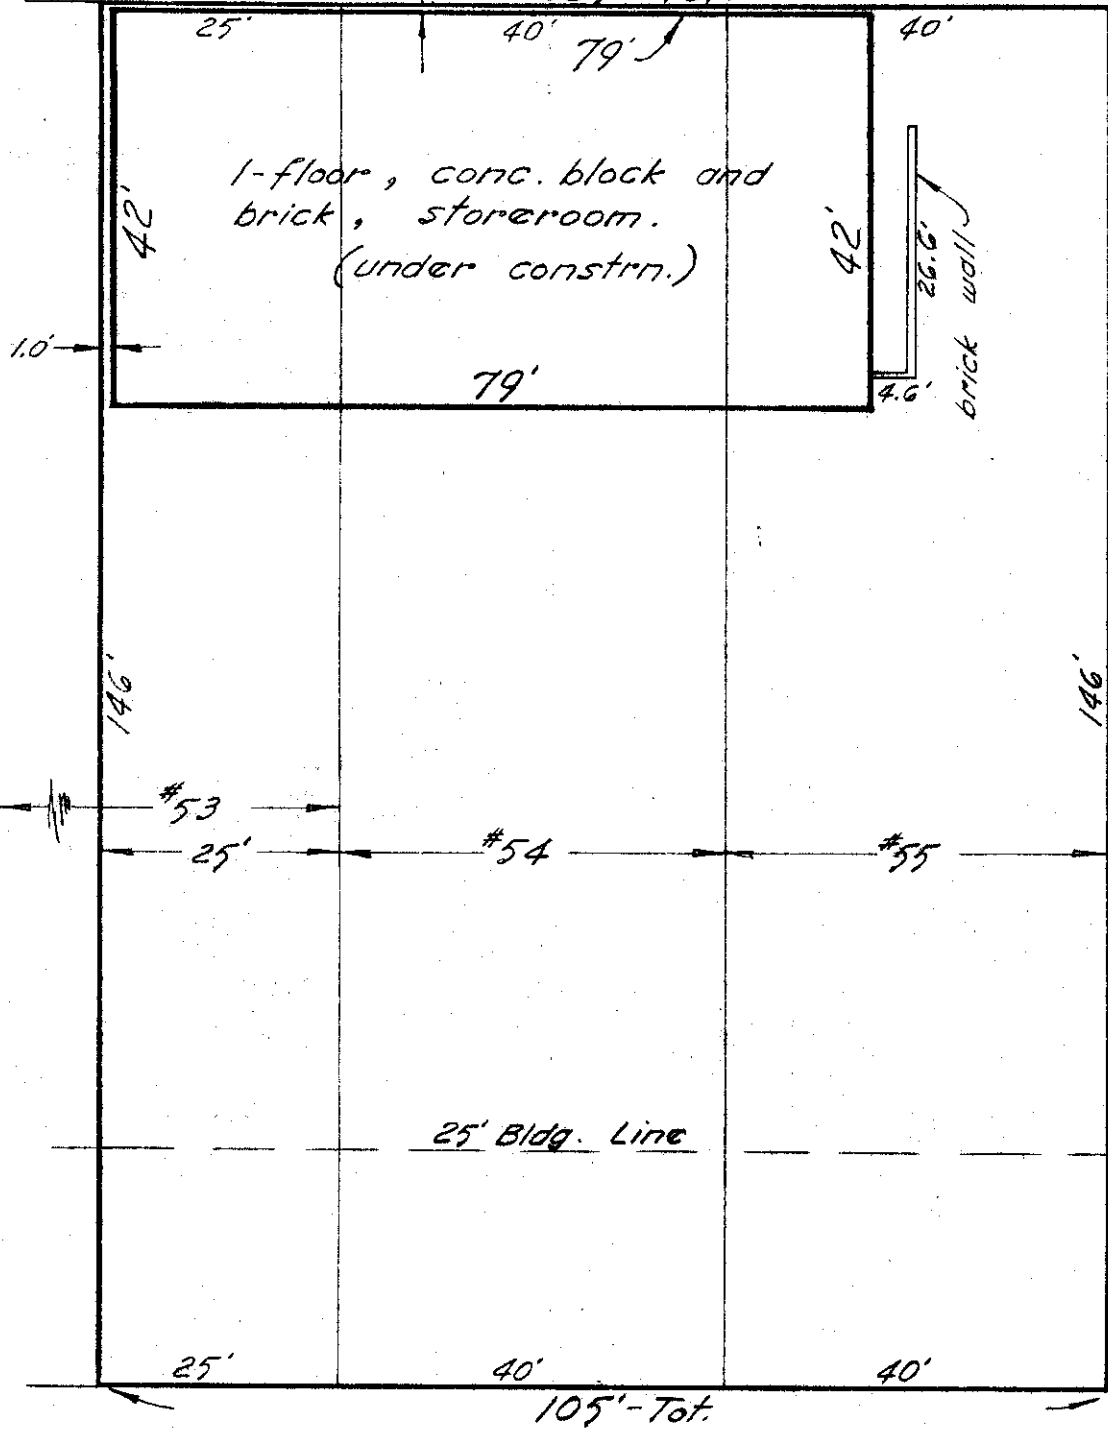 25' 40' 40'
79'
1-floor, conc. block and
brick, storeroom.
(under constrn.)
42'
42'
26.6'
brick wall
1.0'
79'
4.6'
146'
146'
#53
25'
#54
#55
25' Bldg. Line
25' 40' 40'
105'-Tot.